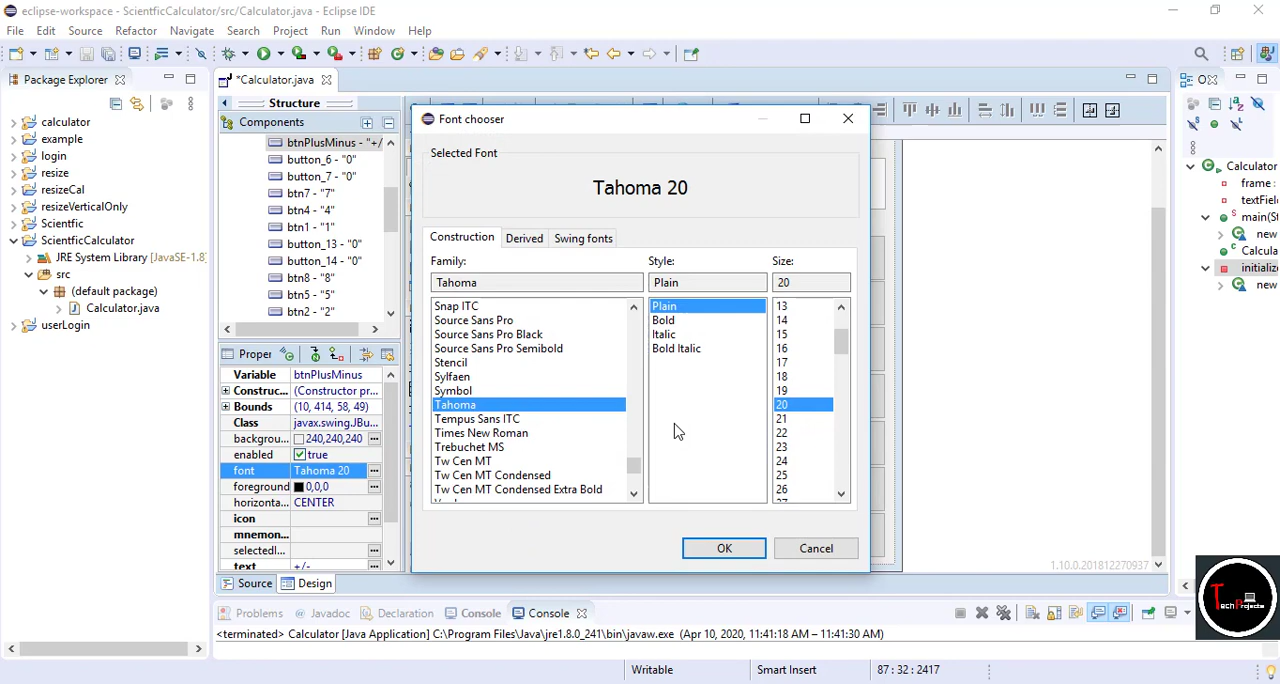 eclipse-workspace - ScientficCalculator/src/Calculator.java - Eclipse IDE
File Edit Source Refactor Navigate Search Project Run Window Help
Package Explorer
calculator
example
login
resize
resizeCal
resizeVerticalOnly
Scientfic
ScientficCalculator
JRE System Library [JavaSE-1.8]
src
(default package)
Calculator.java
userLogin
*Calculator.java
Structure
Components
btnPlusMinus - "+/
button_6 - "0"
button_7 - "0"
btn7 - "7"
btn4 - "4"
btn1 - "1"
button_13 - "0"
button_14 - "0"
btn8 - "8"
btn5 - "5"
btn2 - "2"
Proper
Variable btnPlusMinus
Construc... (Constructor pr...
Bounds (10, 414, 58, 49)
Class javax.swing.JBu...
backgrou... 240,240,240
enabled true
font Tahoma 20
foreground 0,0,0
horizonta... CENTER
icon
mnemon...
selectedI...
text +/-
Source Design
Font chooser
Selected Font
Tahoma 20
Construction Derived Swing fonts
Family: Style: Size:
Tahoma Plain 20
Snap ITC
Source Sans Pro
Source Sans Pro Black
Source Sans Pro Semibold
Stencil
Sylfaen
Symbol
Tahoma
Tempus Sans ITC
Times New Roman
Trebuchet MS
Tw Cen MT
Tw Cen MT Condensed
Tw Cen MT Condensed Extra Bold
Plain
Bold
Italic
Bold Italic
13
14
15
16
17
18
19
20
21
22
23
24
25
26
OK Cancel
1.10.0.201812270937
O
Calculator
frame :
textFiel
main(S
new
Calcula
initialize
new
Tech Projects
Problems Javadoc Declaration Console Console
<terminated> Calculator [Java Application] C:\Program Files\Java\jre1.8.0_241\bin\javaw.exe (Apr 10, 2020, 11:41:18 AM – 11:41:30 AM)
Writable Smart Insert 87 : 32 : 2417